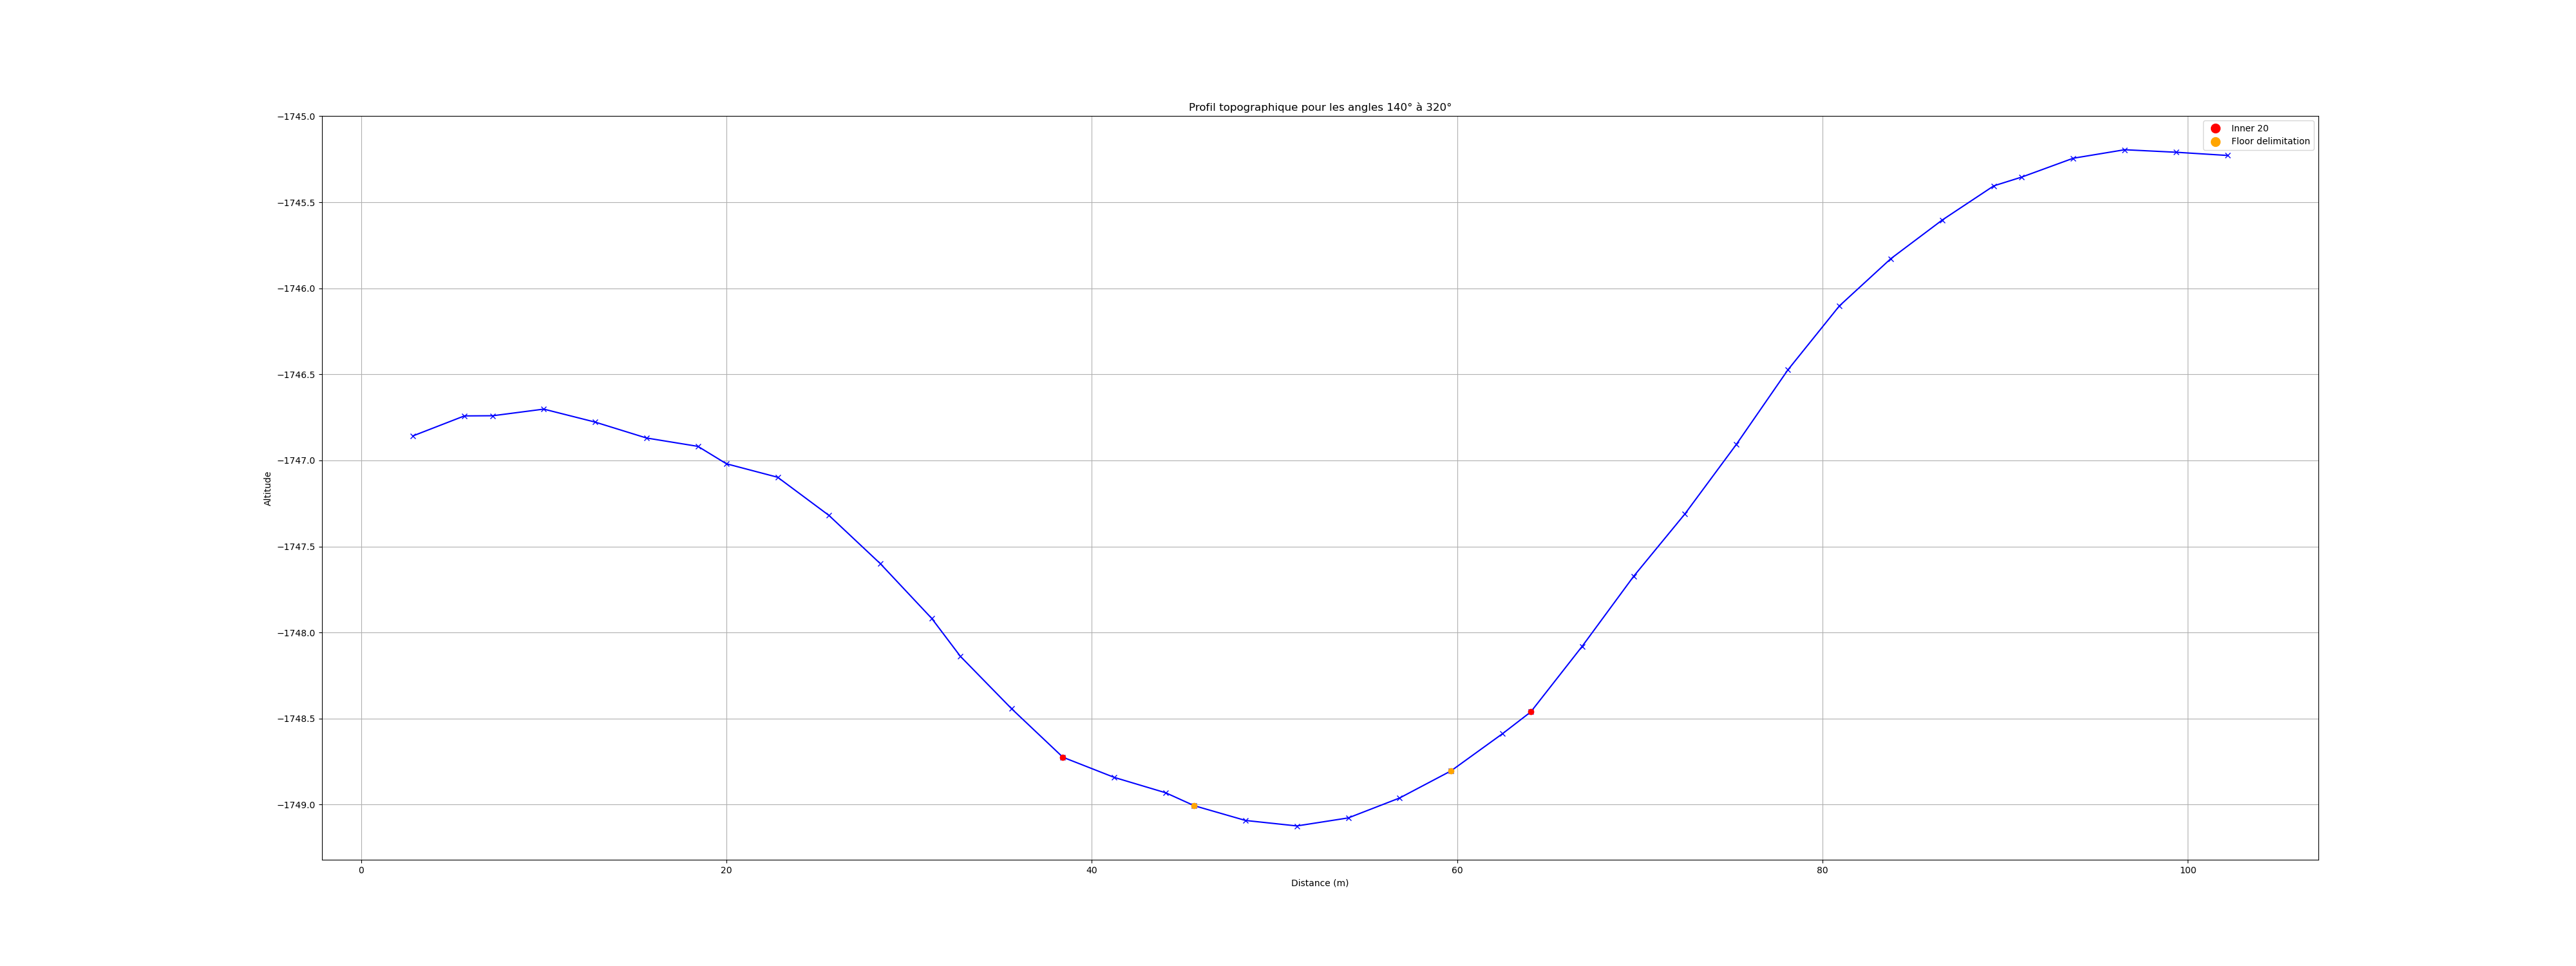 Profil topographique pour les angles 140° à 320°
Inner 20
Floor delimitation
−1745.0
−1745.5
−1746.0
−1746.5
−1747.0
−1747.5
−1748.0
−1748.5
−1749.0
Altitude
0 20 40 60 80 100
Distance (m)